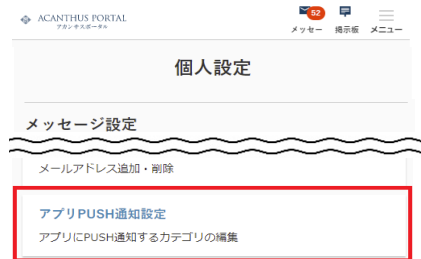 ACANTHUS PORTAL
アカンサスポータル
52
メッセー 掲示板 メニュー
個人設定
メッセージ設定
メールアドレス追加・削除
アプリPUSH通知設定
アプリにPUSH通知するカテゴリの編集